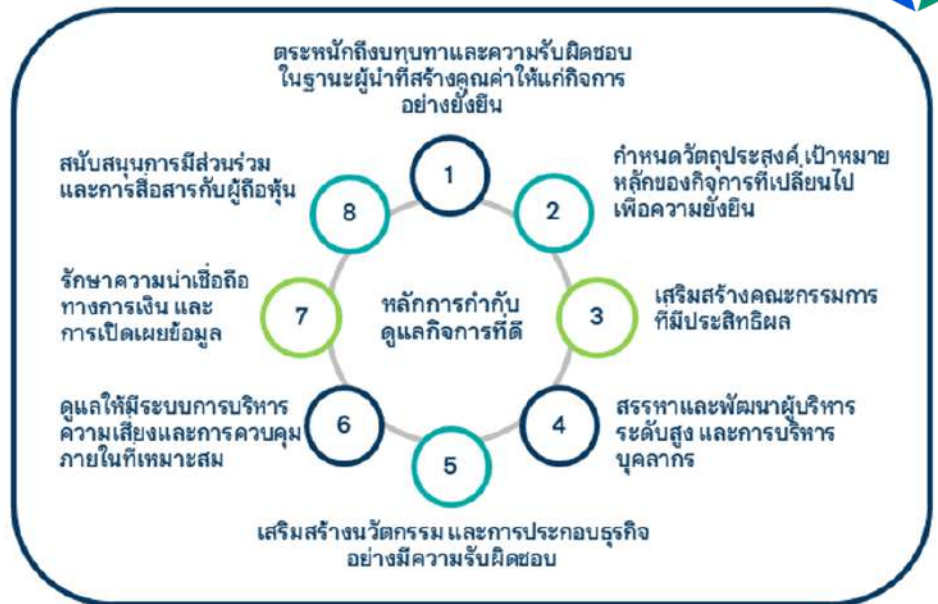 ตระหนักถึงบทบทาและความรับผิดชอบ
ในฐานะผู้นำที่สร้างคุณค่าให้แก่กิจการ
อย่างยั่งยืน
1
กำหนดวัตถุประสงค์ เป้าหมาย
หลักของกิจการที่เปลี่ยนไป
เพื่อความยั่งยืน
2
เสริมสร้างคณะกรรมการ
ที่มีประสิทธิผล
3
สรรหาและพัฒนาผู้บริหาร
ระดับสูง และการบริหาร
บุคลากร
4
5
เสริมสร้างนวัตกรรม และการประกอบธุรกิจ
อย่างมีความรับผิดชอบ
ดูแลให้มีระบบการบริหาร
ความเสี่ยงและการควบคุม
ภายในที่เหมาะสม
6
รักษาความน่าเชื่อถือ
ทางการเงิน และ
การเปิดเผยข้อมูล
7
สนับสนุนการมีส่วนร่วม
และการสื่อสารกับผู้ถือหุ้น
8
หลักการกำกับ
ดูแลกิจการที่ดี